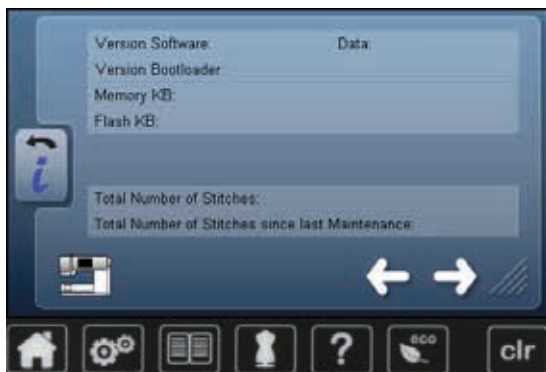 Version Software: Data:
Version Bootloader
Memory KB:
Flash KB:
i
Total Number of Stitches:
Total Number of Stitches since last Maintenance:
? eco clr